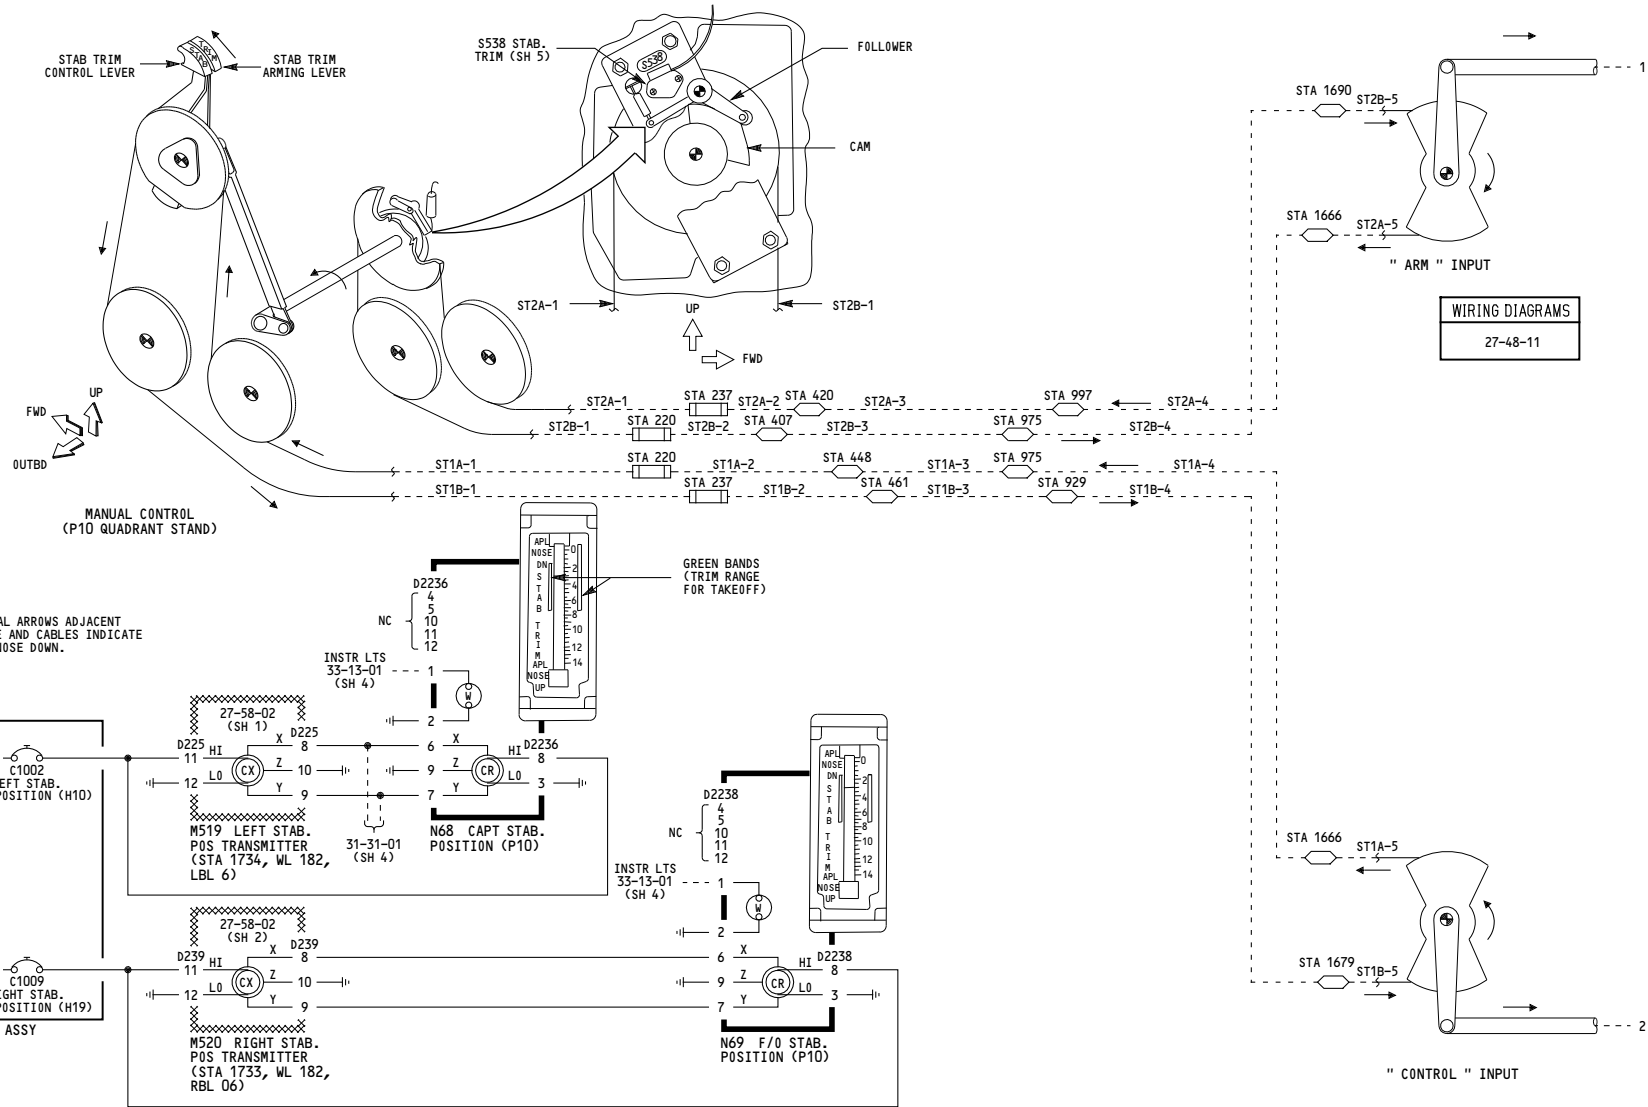 STAB TRIM
CONTROL LEVER
TRIM
STAB
STAB TRIM
ARMING LEVER
S538 STAB.
TRIM (SH 5)
S538
FOLLOWER
CAM
ST2A-1
ST2B-1
UP
FWD
UP
FWD
OUTBD
MANUAL CONTROL
(P10 QUADRANT STAND)
STA 1690
ST2B-5
1
STA 1666
ST2A-5
" ARM " INPUT
WIRING DIAGRAMS
27-48-11
ST2A-1
STA 237
ST2A-2
STA 420
ST2A-3
STA 997
ST2A-4
ST2B-1
STA 220
ST2B-2
STA 407
ST2B-3
STA 975
ST2B-4
ST1A-1
STA 220
ST1A-2
STA 448
ST1A-3
STA 975
ST1A-4
ST1B-1
STA 237
ST1B-2
STA 461
ST1B-3
STA 929
ST1B-4
AL ARROWS ADJACENT
E AND CABLES INDICATE
NOSE DOWN.
GREEN BANDS
(TRIM RANGE
FOR TAKEOFF)
APL
NOSE
DN
S
T
A
B
T
R
I
M
APL
NOSE
UP
0
2
4
6
8
10
12
14
D2236
NC
4
5
10
11
12
INSTR LTS
33-13-01
(SH 4)
1
W
2
6
X
9
Z
7
Y
CR
HI
D2236
8
LO
3
N68 CAPT STAB.
POSITION (P10)
31-31-01
(SH 4)
C1002
EFT STAB.
POSITION (H10)
27-58-02
(SH 1)
D225
11
HI
12
LO
CX
X
D225
8
Z
10
Y
9
M519 LEFT STAB.
POS TRANSMITTER
(STA 1734, WL 182,
LBL 6)
C1009
IGHT STAB.
POSITION (H19)
ASSY
27-58-02
(SH 2)
D239
11
HI
12
LO
CX
X
D239
8
Z
10
Y
9
M520 RIGHT STAB.
POS TRANSMITTER
(STA 1733, WL 182,
RBL 06)
APL
NOSE
DN
S
T
A
B
T
R
I
M
APL
NOSE
UP
0
2
4
6
8
10
12
14
D2238
NC
4
5
10
11
12
INSTR LTS
33-13-01
(SH 4)
1
W
2
6
X
9
Z
7
Y
CR
HI
D2238
8
LO
3
N69 F/O STAB.
POSITION (P10)
STA 1666
ST1A-5
STA 1679
ST1B-5
2
" CONTROL " INPUT